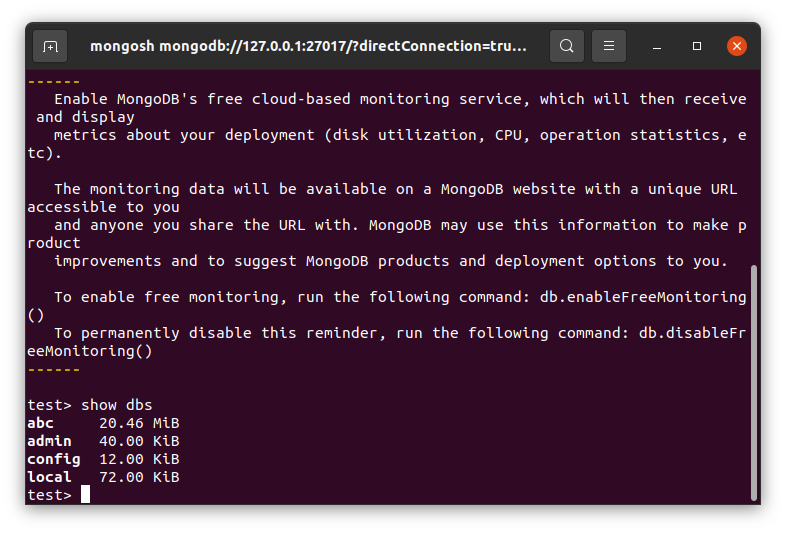 mongosh mongodb://127.0.0.1:27017/?directConnection=tru...
------
   Enable MongoDB's free cloud-based monitoring service, which will then receive
 and display
   metrics about your deployment (disk utilization, CPU, operation statistics, e
tc).

   The monitoring data will be available on a MongoDB website with a unique URL
accessible to you
   and anyone you share the URL with. MongoDB may use this information to make p
roduct
   improvements and to suggest MongoDB products and deployment options to you.

   To enable free monitoring, run the following command: db.enableFreeMonitoring
()
   To permanently disable this reminder, run the following command: db.disableFr
eeMonitoring()
------

test> show dbs
abc     20.46 MiB
admin   40.00 KiB
config  12.00 KiB
local   72.00 KiB
test>